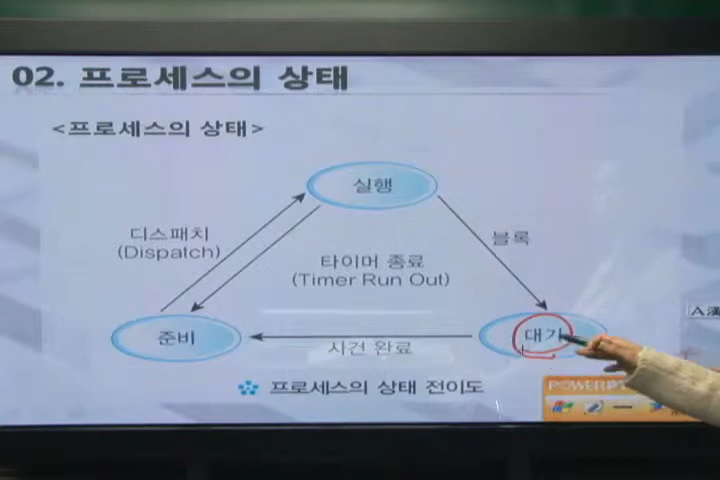 02. 프로세스의 상태
<프로세스의 상태>
실행
디스패치
(Dispatch)
타이머 종료
(Timer Run Out)
블록
준비
대기
사건 완료
프로세스의 상태 전이도
A漢